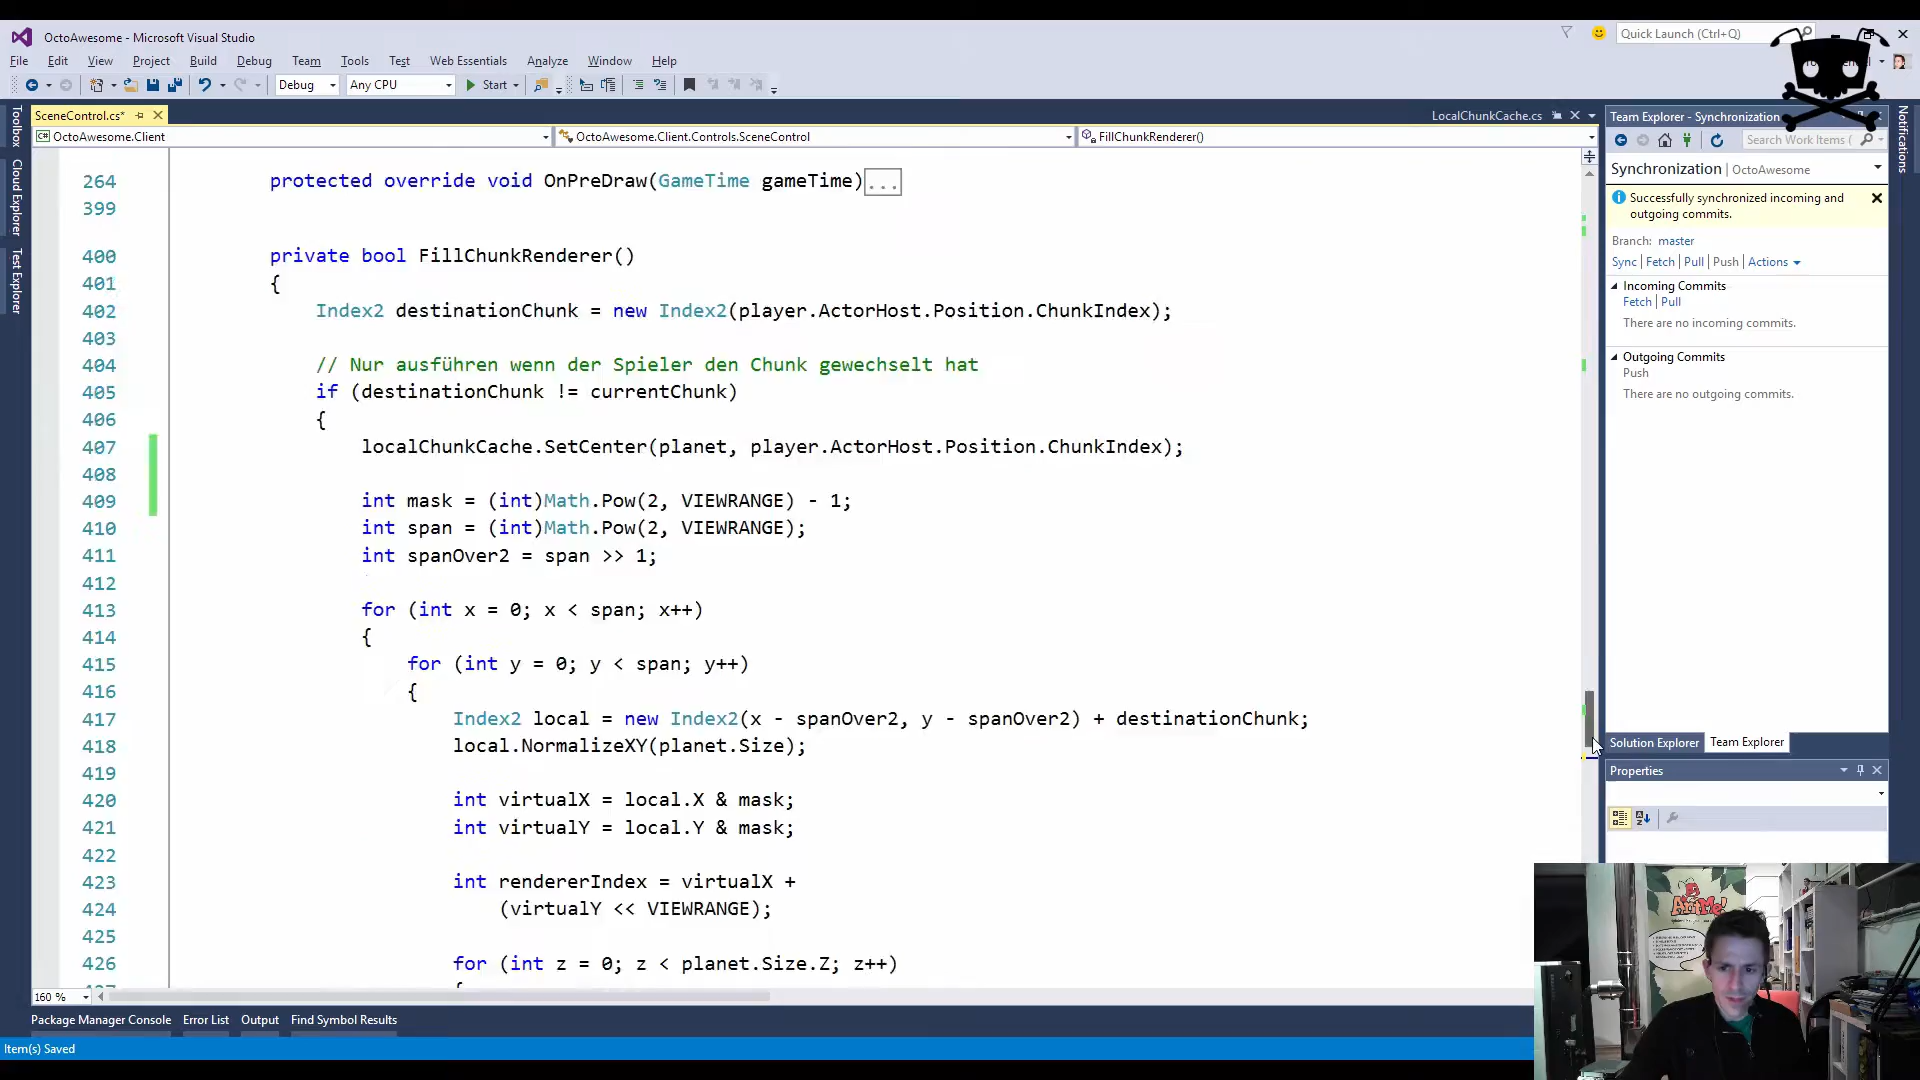 OctoAwesome - Microsoft Visual Studio
Quick Launch (Ctrl+Q)
File Edit View Project Build Debug Team Tools Test Web Essentials Analyze Window Help
Debug Any CPU Start
SceneControl.cs*
LocalChunkCache.cs
OctoAwesome.Client
OctoAwesome.Client.Controls.SceneControl
FillChunkRenderer()
Toolbox
Cloud Explorer
Test Explorer
264 protected override void OnPreDraw(GameTime gameTime)...
399
400 private bool FillChunkRenderer()
401 {
402 Index2 destinationChunk = new Index2(player.ActorHost.Position.ChunkIndex);
403
404 // Nur ausführen wenn der Spieler den Chunk gewechselt hat
405 if (destinationChunk != currentChunk)
406 {
407 localChunkCache.SetCenter(planet, player.ActorHost.Position.ChunkIndex);
408
409 int mask = (int)Math.Pow(2, VIEWRANGE) - 1;
410 int span = (int)Math.Pow(2, VIEWRANGE);
411 int spanOver2 = span >> 1;
412
413 for (int x = 0; x < span; x++)
414 {
415 for (int y = 0; y < span; y++)
416 {
417 Index2 local = new Index2(x - spanOver2, y - spanOver2) + destinationChunk;
418 local.NormalizeXY(planet.Size);
419
420 int virtualX = local.X & mask;
421 int virtualY = local.Y & mask;
422
423 int rendererIndex = virtualX +
424 (virtualY << VIEWRANGE);
425
426 for (int z = 0; z < planet.Size.Z; z++)
160 %
Package Manager Console Error List Output Find Symbol Results
Item(s) Saved
Team Explorer - Synchronization
Search Work Items (
Synchronization | OctoAwesome
Successfully synchronized incoming and
outgoing commits.
Branch: master
Sync | Fetch | Pull | Push | Actions
Incoming Commits
Fetch | Pull
There are no incoming commits.
Outgoing Commits
Push
There are no outgoing commits.
Solution Explorer Team Explorer
Properties
Notifications